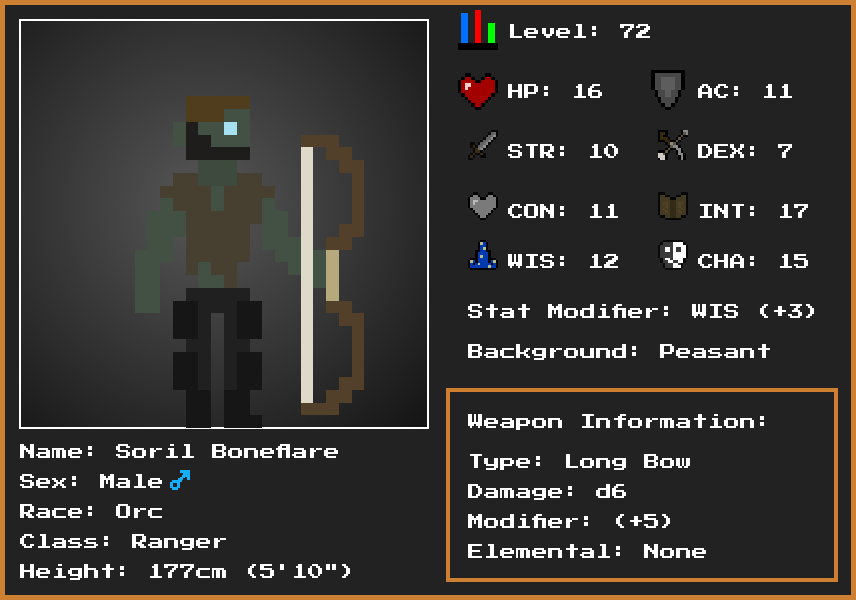 Level: 72
HP: 16
AC: 11
STR: 10
DEX: 7
CON: 11
INT: 17
WIS: 12
CHA: 15
Stat Modifier: WIS (+3)
Background: Peasant
Name: Soril Boneflare
Sex: Male♂
Race: Orc
Class: Ranger
Height: 177cm (5'10")
Weapon Information:
Type: Long Bow
Damage: d6
Modifier: (+5)
Elemental: None